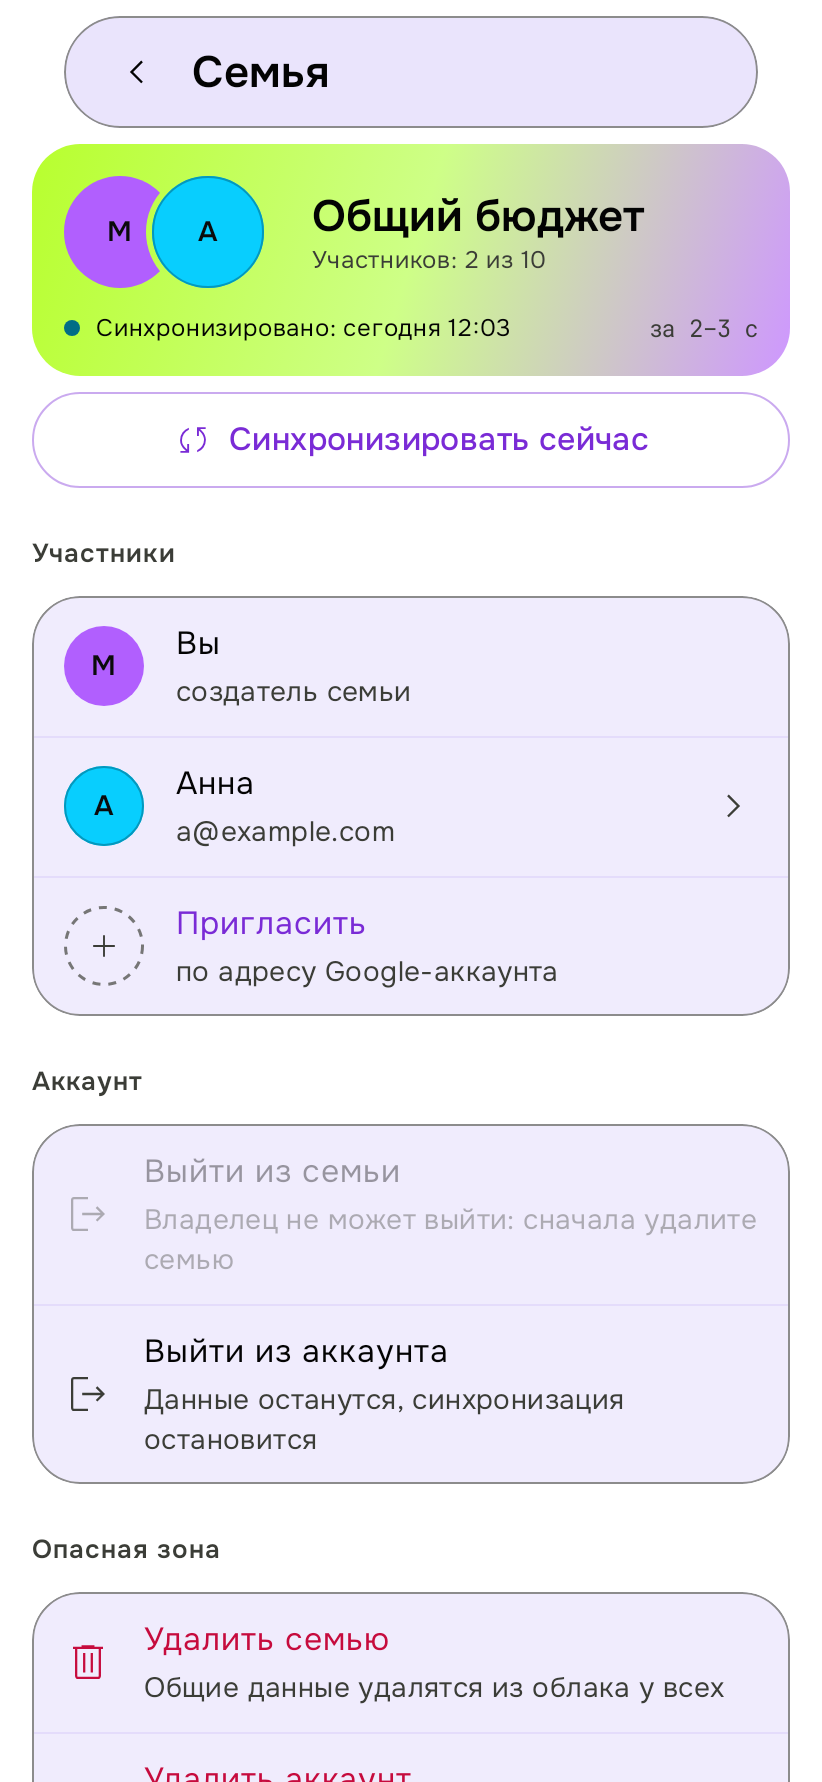 Семья
М А
Общий бюджет
Участников: 2 из 10
Синхронизировано: сегодня 12:03
за 2–3 с
Синхронизировать сейчас
Участники
М
Вы
создатель семьи
А
Анна
a@example.com
Пригласить
по адресу Google-аккаунта
Аккаунт
Выйти из семьи
Владелец не может выйти: сначала удалите
семью
Выйти из аккаунта
Данные останутся, синхронизация
остановится
Опасная зона
Удалить семью
Общие данные удалятся из облака у всех
Удалить аккаунт